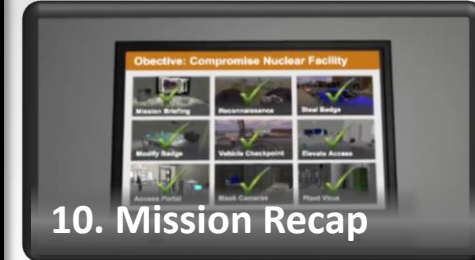 Obective: Compromise Nuclear Facility
Mission Briefing
Reconnaissance
Steal Badge
Modify Badge
Vehicle Checkpoint
Elevate Access
Access Portal
Mask Cameras
Plant Virus
10. Mission Recap